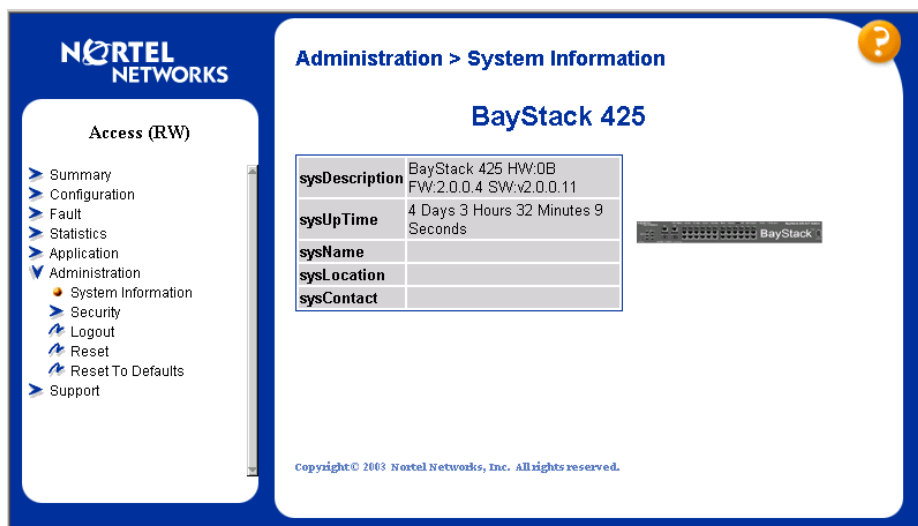 NORTEL
NETWORKS
Access (RW)
Summary
Configuration
Fault
Statistics
Application
Administration
System Information
Security
Logout
Reset
Reset To Defaults
Support
Administration > System Information
?
BayStack 425
sysDescription
BayStack 425 HW:0B
FW:2.0.0.4 SW:v2.0.0.11
sysUpTime
4 Days 3 Hours 32 Minutes 9
Seconds
sysName
sysLocation
sysContact
BayStack
Copyright© 2003 Nortel Networks, Inc. All rights reserved.